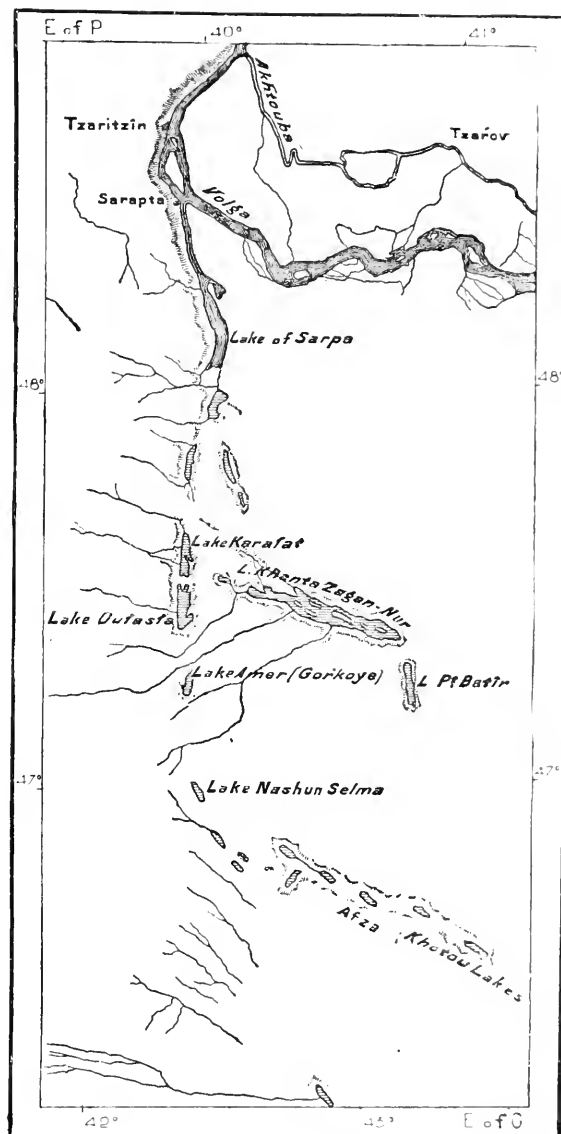 E of P 40° 41°
Akhtouba
Tzaritzin
Tzarov
Sarapta
Volga
Lake of Sarpa
48° 48°
Lake Karafat
L. Khanta Zagan-Nur
Lake Outasta
Lake Amer (Gorkoye)
L Pt Batir
47° 47°
Lake Nashun Selma
Afza Khotow Lakes
42° 43° E of G